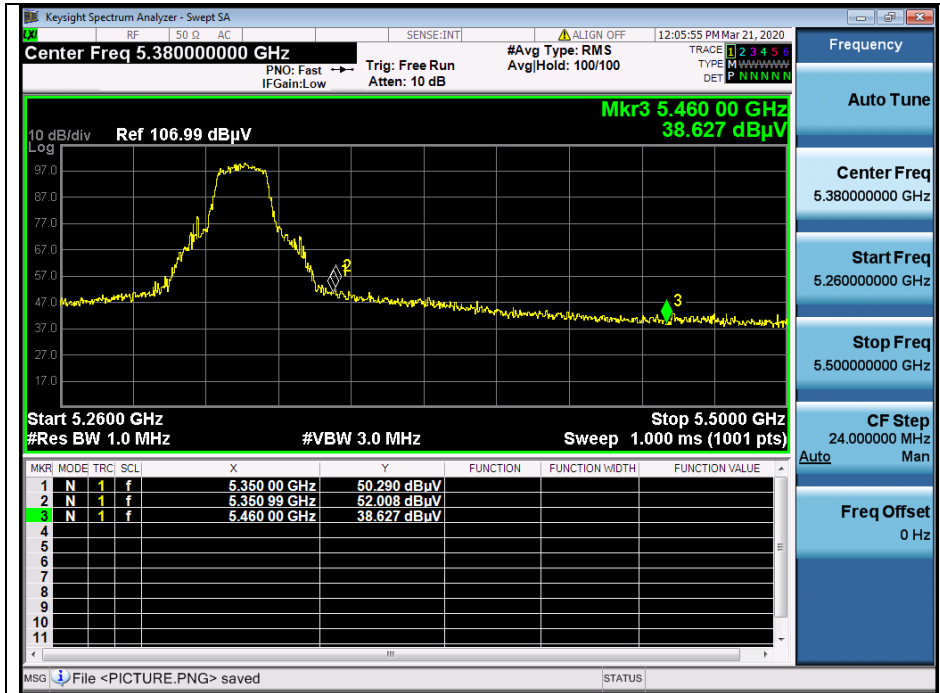 Keysight Spectrum Analyzer - Swept SA
LXI RF 50 Ω AC SENSE:INT ALIGN OFF 12:05:55 PM Mar 21, 2020
Center Freq 5.380000000 GHz
PNO: Fast
IFGain:Low
Trig: Free Run
Atten: 10 dB
#Avg Type: RMS
Avg|Hold: 100/100
TRACE 1 2 3 4 5 6
TYPE M WWWWW
DET P N N N N N
Mkr3 5.460 00 GHz
38.627 dBµV
10 dB/div Ref 106.99 dBµV
Log
97.0
87.0
77.0
67.0
57.0
47.0
37.0
27.0
17.0
2
3
Start 5.2600 GHz Stop 5.5000 GHz
#Res BW 1.0 MHz #VBW 3.0 MHz Sweep 1.000 ms (1001 pts)
MKR MODE TRC SCL X Y FUNCTION FUNCTION WIDTH FUNCTION VALUE
1 N 1 f 5.350 00 GHz 50.290 dBµV
2 N 1 f 5.350 99 GHz 52.008 dBµV
3 N 1 f 5.460 00 GHz 38.627 dBµV
4
5
6
7
8
9
10
11
MSG File <PICTURE.PNG> saved STATUS
Frequency
Auto Tune
Center Freq
5.380000000 GHz
Start Freq
5.260000000 GHz
Stop Freq
5.500000000 GHz
CF Step
24.000000 MHz
Auto Man
Freq Offset
0 Hz